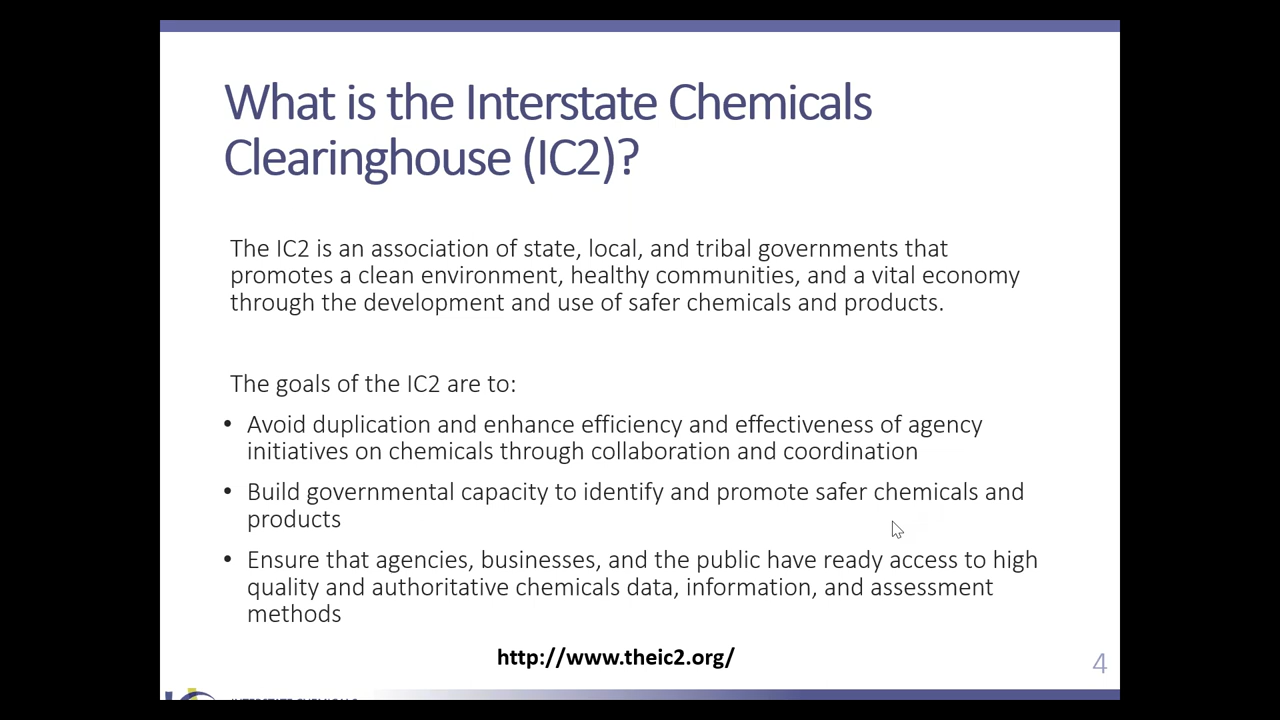 What is the Interstate Chemicals
Clearinghouse (IC2)?
The IC2 is an association of state, local, and tribal governments that
promotes a clean environment, healthy communities, and a vital economy
through the development and use of safer chemicals and products.
The goals of the IC2 are to:
• Avoid duplication and enhance efficiency and effectiveness of agency
initiatives on chemicals through collaboration and coordination
• Build governmental capacity to identify and promote safer chemicals and
products
• Ensure that agencies, businesses, and the public have ready access to high
quality and authoritative chemicals data, information, and assessment
methods
http://www.theic2.org/
4